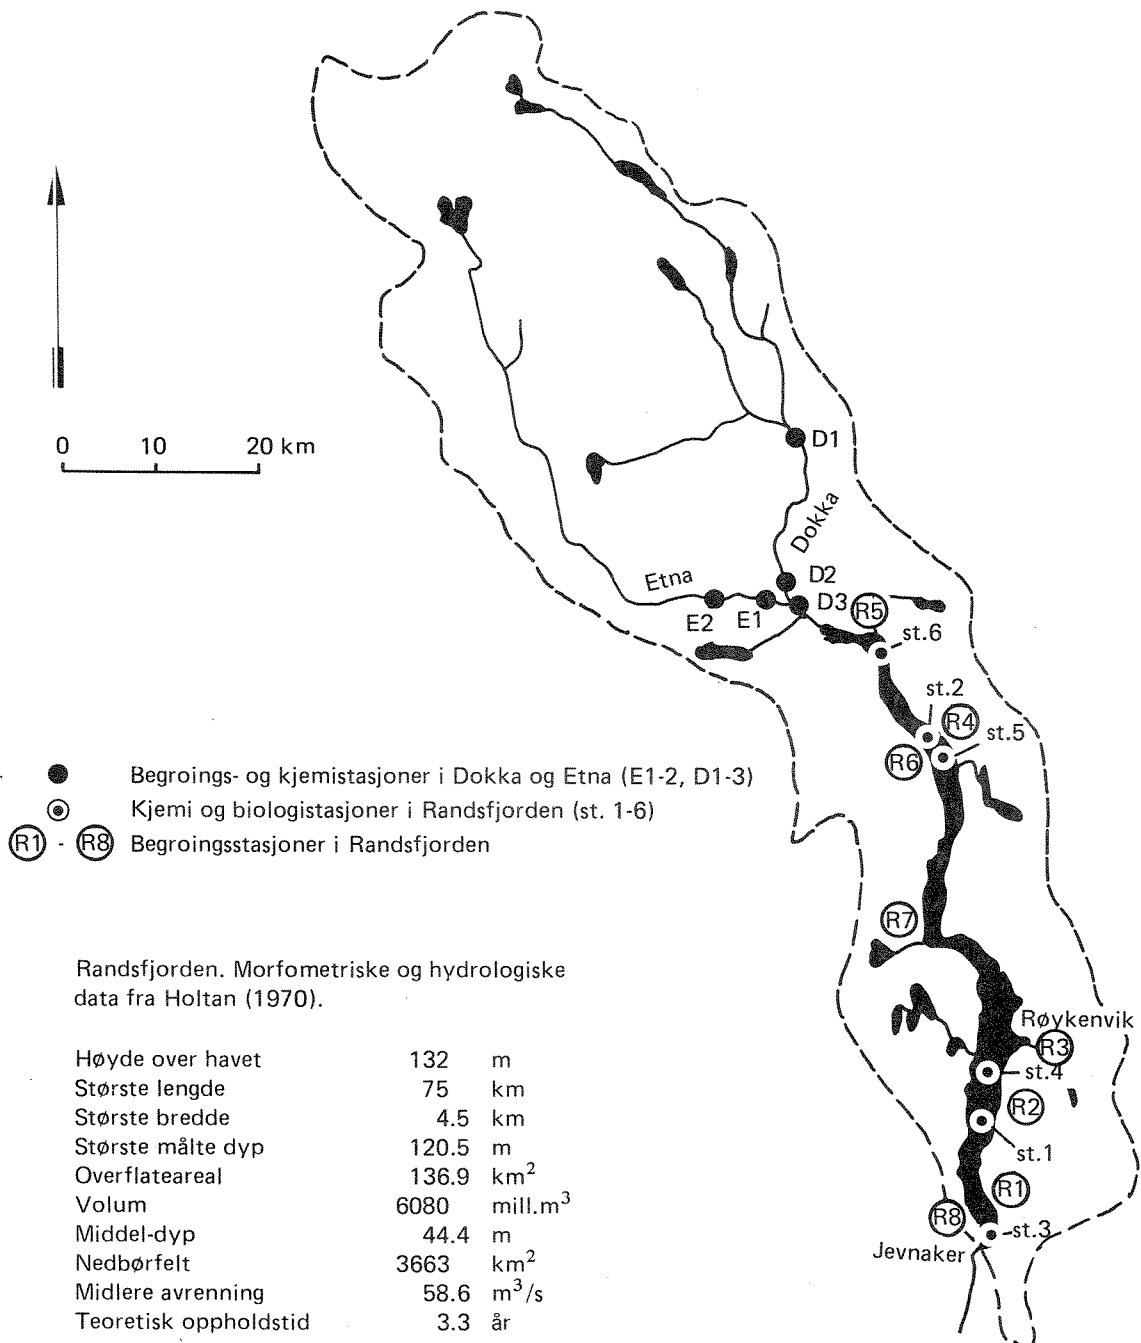 0 10 20 km
D1
Dokka
D2
Etna
D3
R5
E2
E1
st.6
st.2
R4
st.5
R6
Begroings- og kjemistasjoner i Dokka og Etna (E1-2, D1-3)
Kjemi og biologistasjoner i Randsfjorden (st. 1-6)
R1 - R8 Begroingsstasjoner i Randsfjorden
R7
Røykenvik
R3
st.4
R2
st.1
R1
R8
st.3
Jevnaker
Randsfjorden. Morfometriske og hydrologiske
data fra Holtan (1970).
Høyde over havet 132 m
Største lengde 75 km
Største bredde 4.5 km
Største målte dyp 120.5 m
Overflateareal 136.9 km²
Volum 6080 mill.m³
Middel-dyp 44.4 m
Nedbørfelt 3663 km²
Midlere avrenning 58.6 m³/s
Teoretisk oppholdstid 3.3 år